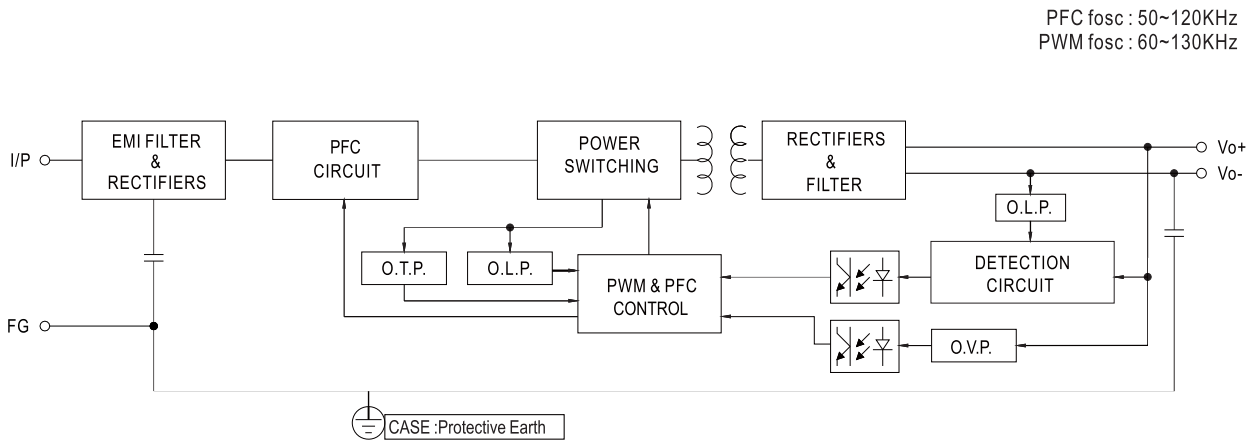 PFC fosc : 50~120KHz
PWM fosc : 60~130KHz
I/P
EMI FILTER
&
RECTIFIERS
PFC
CIRCUIT
POWER
SWITCHING
RECTIFIERS
&
FILTER
Vo+
Vo-
O.L.P.
O.T.P.
O.L.P.
PWM & PFC
CONTROL
DETECTION
CIRCUIT
FG
O.V.P.
CASE :Protective Earth